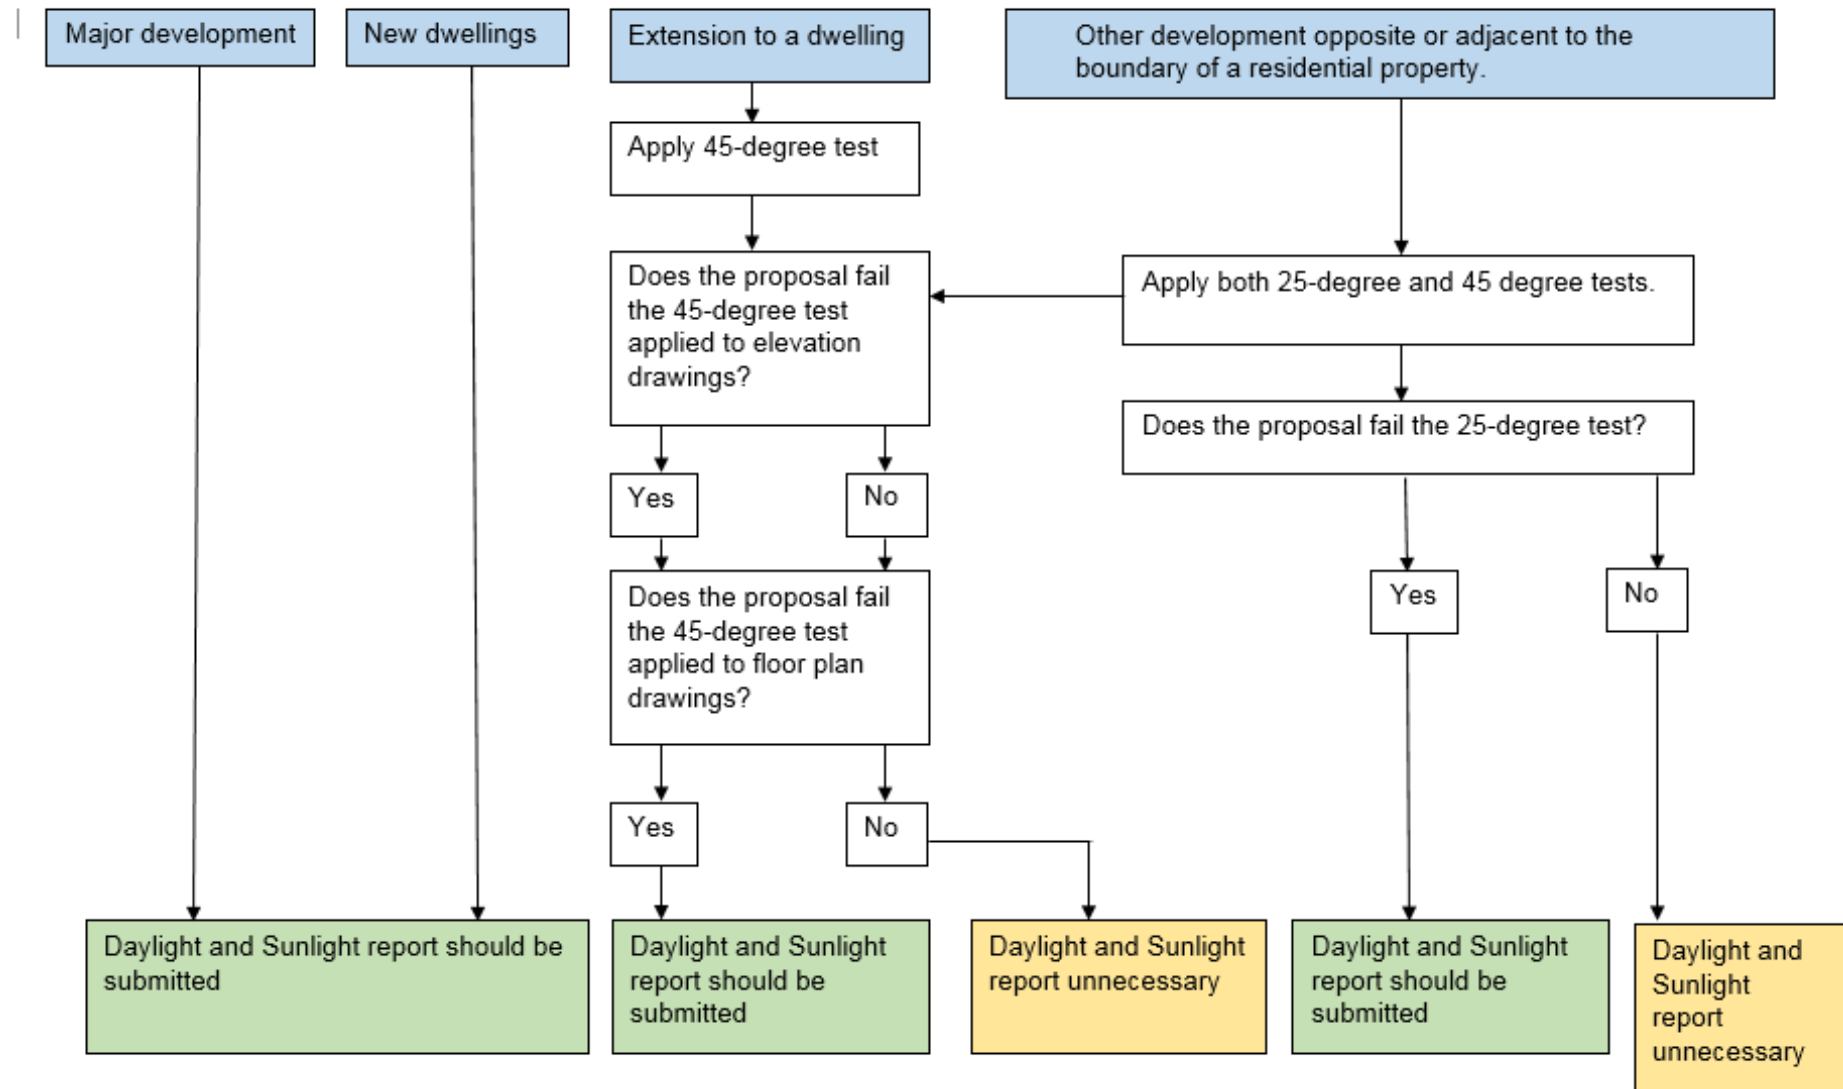 Major development
New dwellings
Extension to a dwelling
Other development opposite or adjacent to the
boundary of a residential property.
Apply 45-degree test
Does the proposal fail
the 45-degree test
applied to elevation
drawings?
Apply both 25-degree and 45 degree tests.
Does the proposal fail the 25-degree test?
Yes
No
Does the proposal fail
the 45-degree test
applied to floor plan
drawings?
Yes
No
Yes
No
Daylight and Sunlight report should be
submitted
Daylight and Sunlight
report should be
submitted
Daylight and Sunlight
report unnecessary
Daylight and Sunlight
report should be
submitted
Daylight and
Sunlight
report
unnecessary